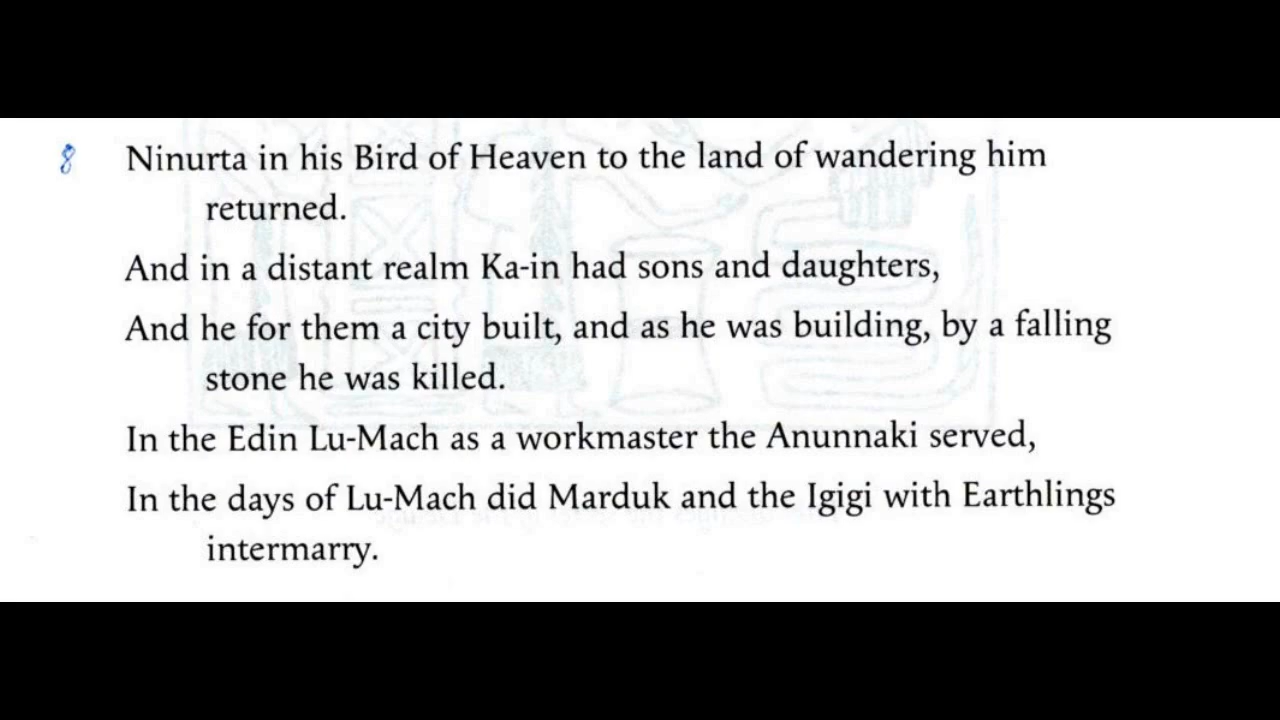 8 Ninurta in his Bird of Heaven to the land of wandering him
returned.
And in a distant realm Ka-in had sons and daughters,
And he for them a city built, and as he was building, by a falling
stone he was killed.
In the Edin Lu-Mach as a workmaster the Anunnaki served,
In the days of Lu-Mach did Marduk and the Igigi with Earthlings
intermarry.